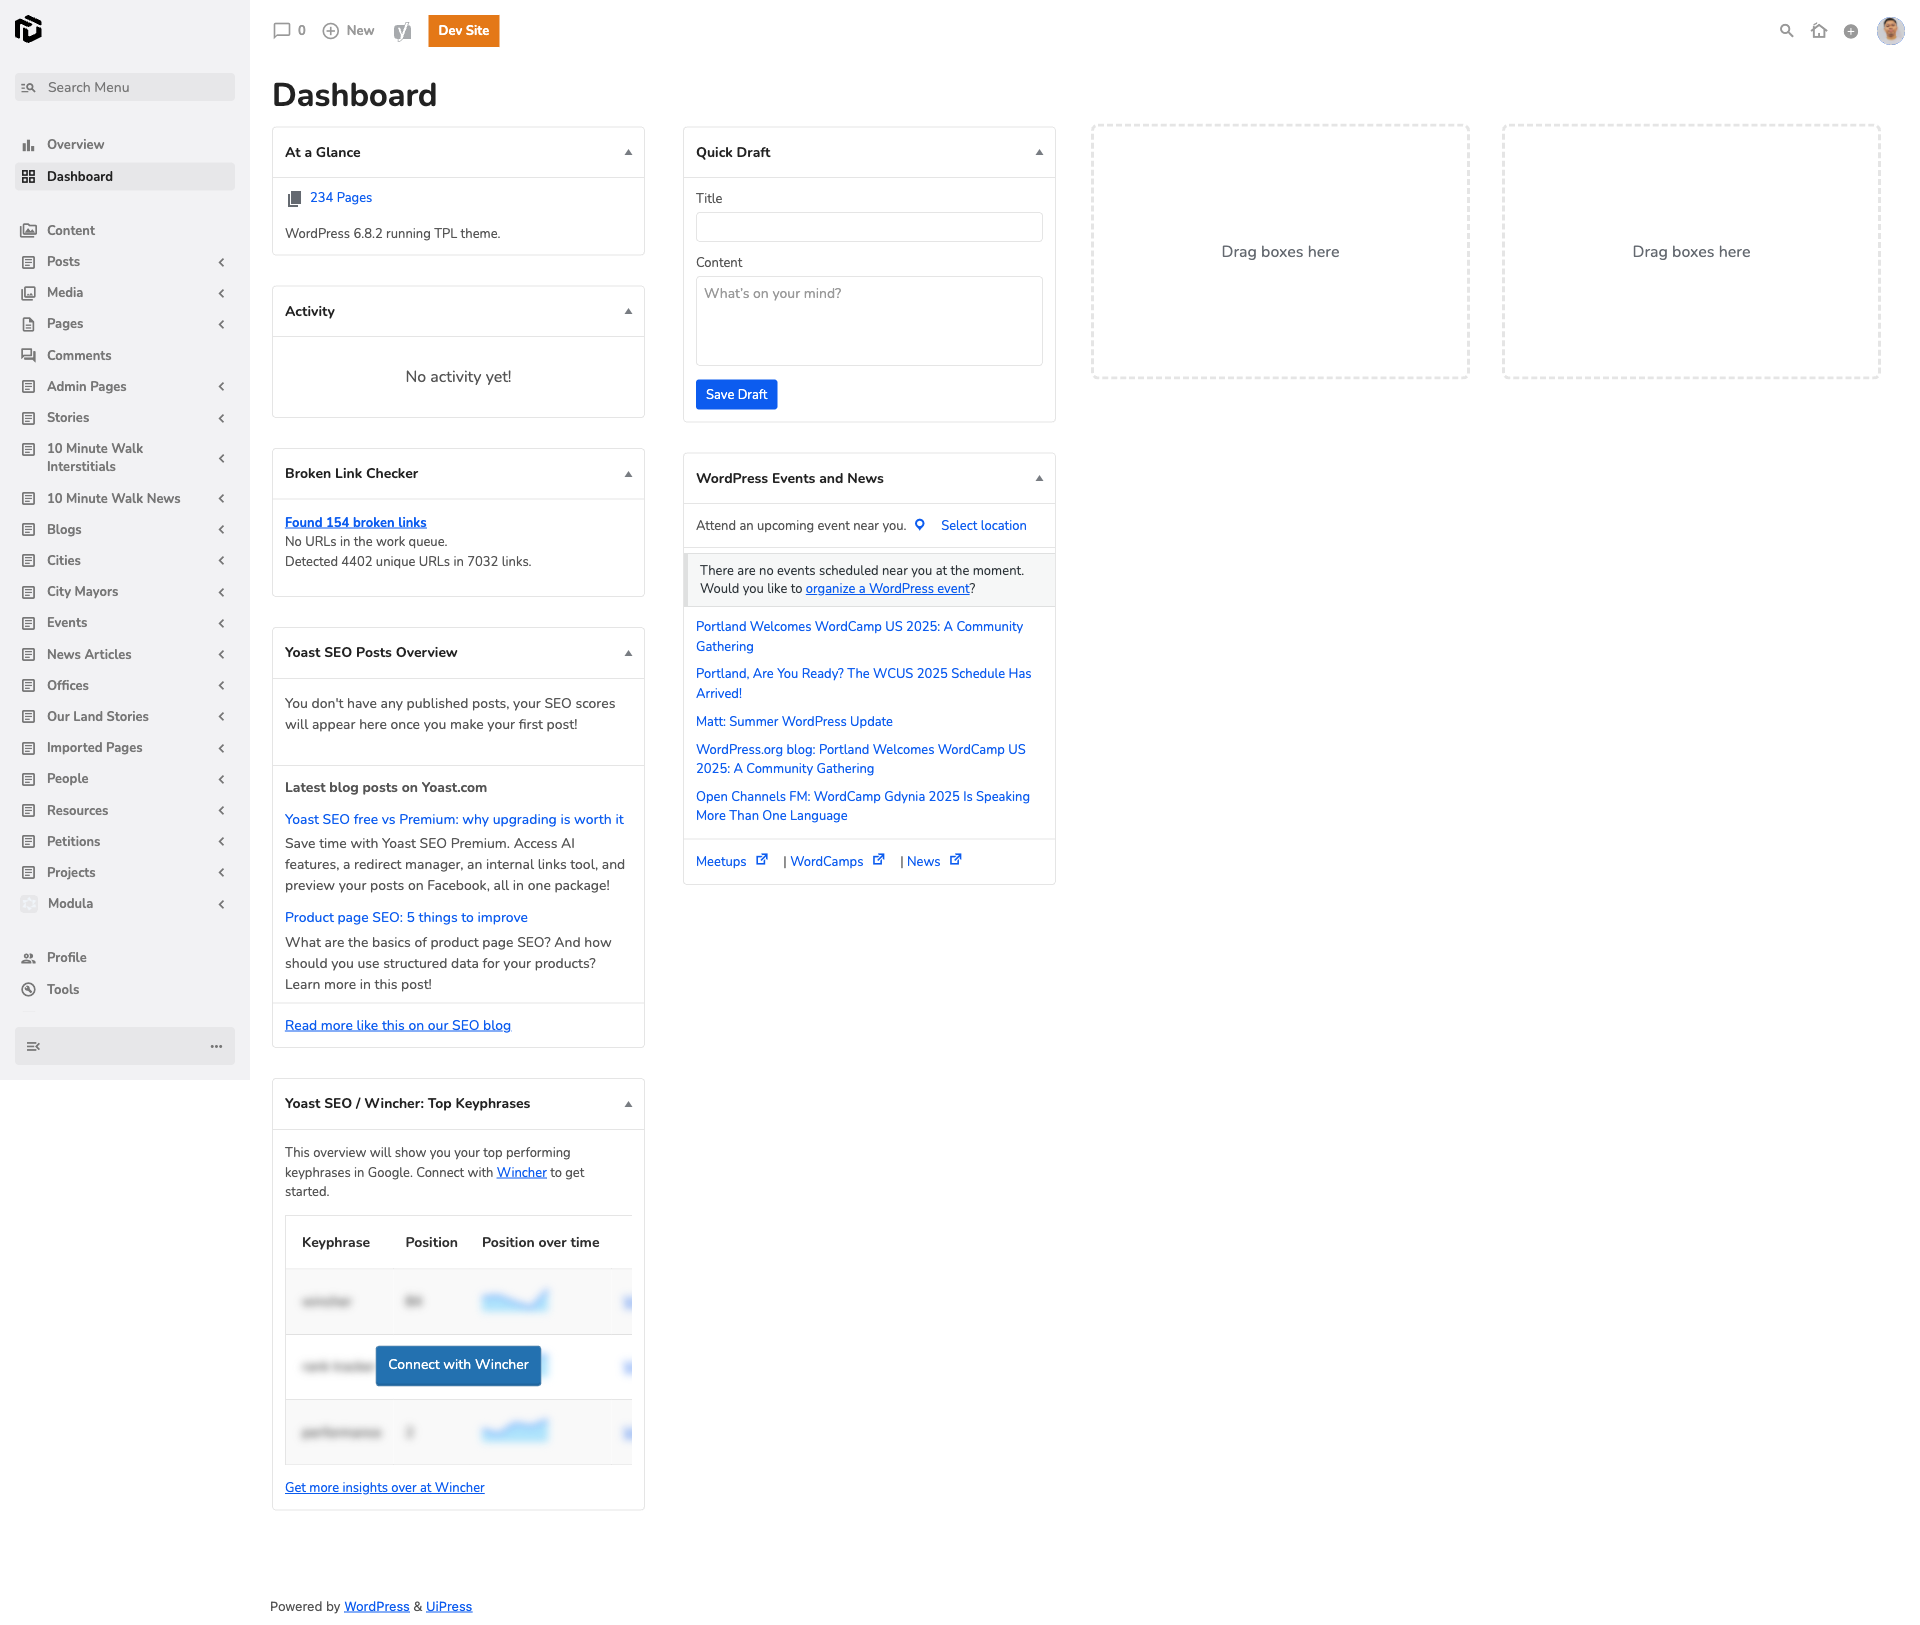 0
New
Dev Site
Search Menu
Overview
Dashboard
Content
Posts
Media
Pages
Comments
Admin Pages
Stories
10 Minute Walk
Interstitials
10 Minute Walk News
Blogs
Cities
City Mayors
Events
News Articles
Offices
Our Land Stories
Imported Pages
People
Resources
Petitions
Projects
Modula
Profile
Tools
Dashboard
At a Glance
234 Pages
WordPress 6.8.2 running TPL theme.
Activity
No activity yet!
Broken Link Checker
Found 154 broken links
No URLs in the work queue.
Detected 4402 unique URLs in 7032 links.
Yoast SEO Posts Overview
You don't have any published posts, your SEO scores
will appear here once you make your first post!
Latest blog posts on Yoast.com
Yoast SEO free vs Premium: why upgrading is worth it
Save time with Yoast SEO Premium. Access AI
features, a redirect manager, an internal links tool, and
preview your posts on Facebook, all in one package!
Product page SEO: 5 things to improve
What are the basics of product page SEO? And how
should you use structured data for your products?
Learn more in this post!
Read more like this on our SEO blog
Yoast SEO / Wincher: Top Keyphrases
This overview will show you your top performing
keyphrases in Google. Connect with Wincher to get
started.
Keyphrase Position Position over time
Connect with Wincher
Get more insights over at Wincher
Quick Draft
Title
Content
What's on your mind?
Save Draft
WordPress Events and News
Attend an upcoming event near you. Select location
There are no events scheduled near you at the moment.
Would you like to organize a WordPress event?
Portland Welcomes WordCamp US 2025: A Community
Gathering
Portland, Are You Ready? The WCUS 2025 Schedule Has
Arrived!
Matt: Summer WordPress Update
WordPress.org blog: Portland Welcomes WordCamp US
2025: A Community Gathering
Open Channels FM: WordCamp Gdynia 2025 Is Speaking
More Than One Language
Meetups | WordCamps | News
Drag boxes here
Drag boxes here
Powered by WordPress & UiPress